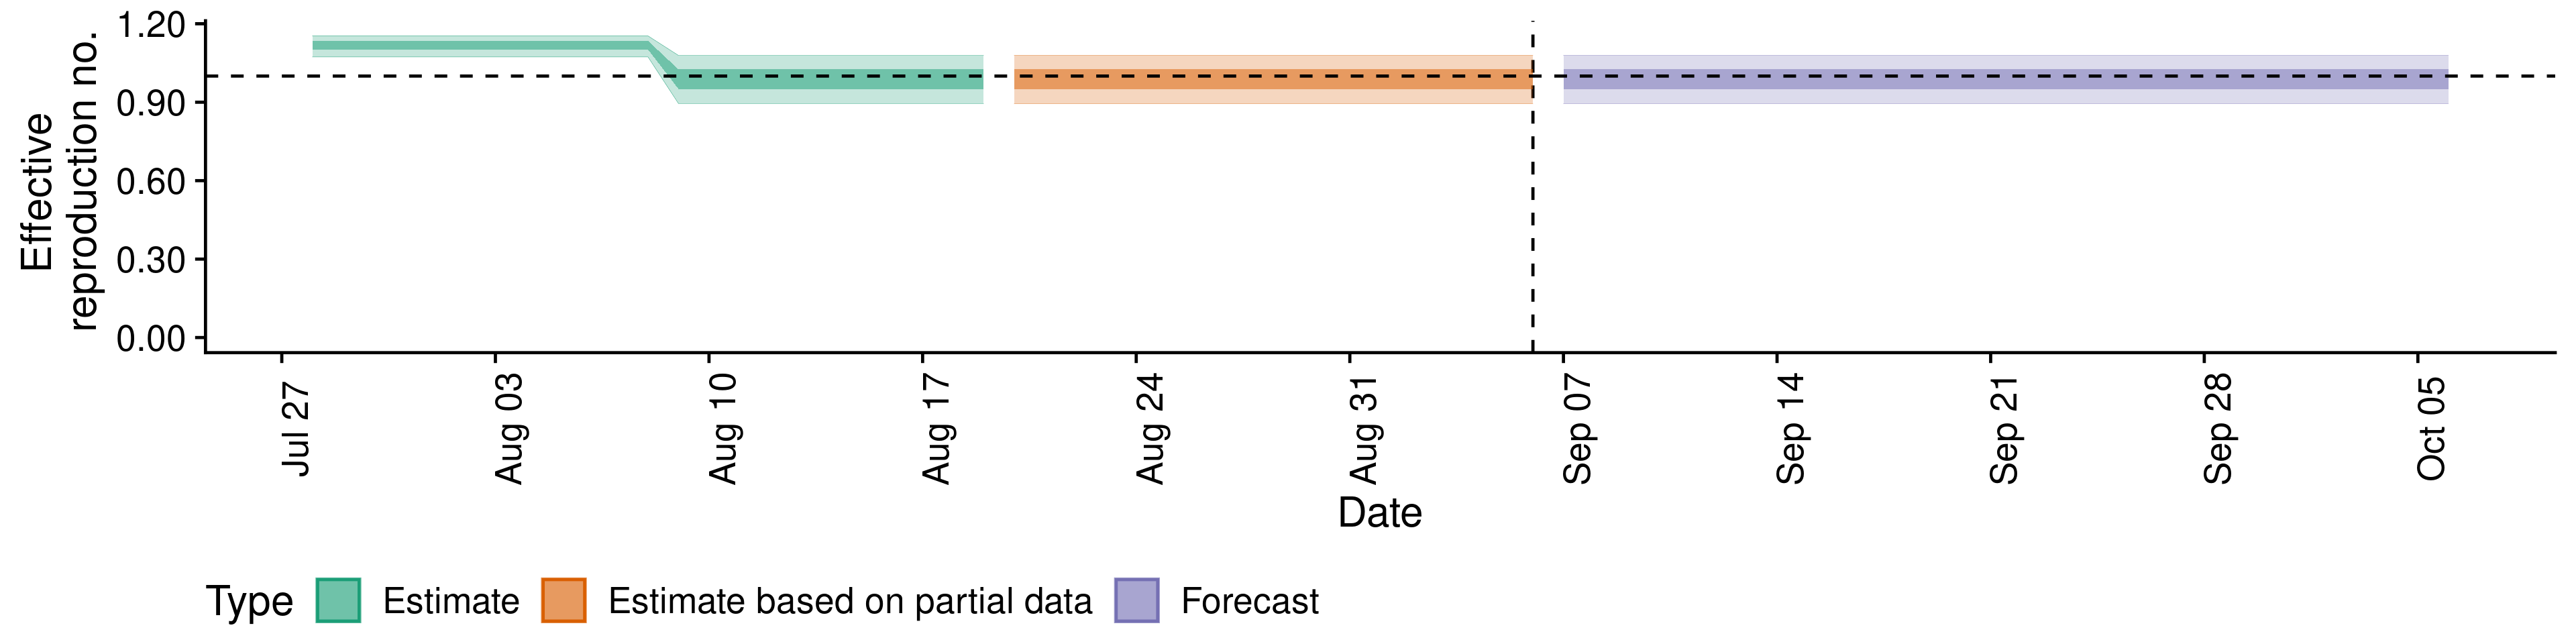 Effective
reproduction no.
1.20
0.90
0.60
0.30
0.00
Jul 27
Aug 03
Aug 10
Aug 17
Aug 24
Aug 31
Sep 07
Sep 14
Sep 21
Sep 28
Oct 05
Date
Type Estimate Estimate based on partial data Forecast